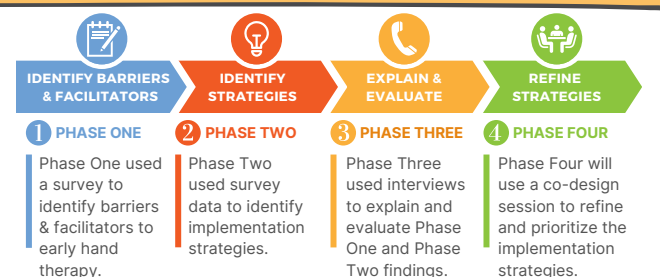 IDENTIFY BARRIERS
& FACILITATORS
IDENTIFY
STRATEGIES
EXPLAIN &
EVALUATE
REFINE
STRATEGIES
1 PHASE ONE
Phase One used
a survey to
identify barriers
& facilitators to
early hand
therapy.
2 PHASE TWO
Phase Two
used survey
data to identify
implementation
strategies.
3 PHASE THREE
Phase Three
used interviews
to explain and
evaluate Phase
One and Phase
Two findings.
4 PHASE FOUR
Phase Four will
use a co-design
session to refine
and prioritize the
implementation
strategies.